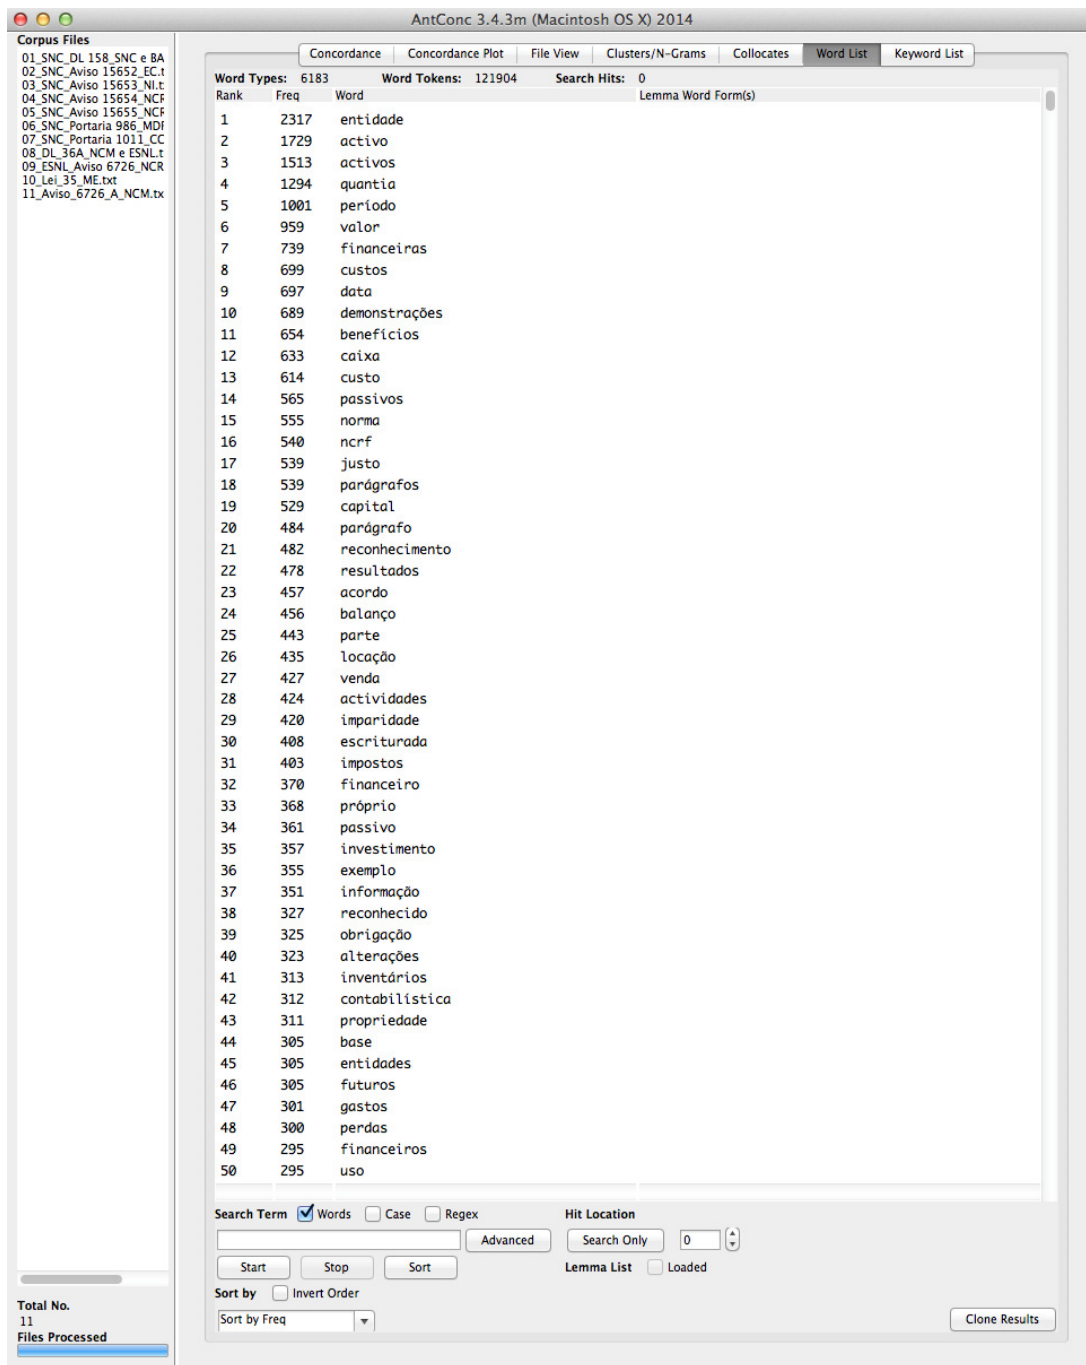 AntConc 3.4.3m (Macintosh OS X) 2014
Corpus Files
01_SNC_DL 158_SNC e BA
02_SNC_Aviso 15652_EC.t
03_SNC_Aviso 15653_NI.t
04_SNC_Aviso 15654_NCF
05_SNC_Aviso 15655_NCF
06_SNC_Portaria 986_MDF
07_SNC_Portaria 1011_CC
08_DL_36A_NCM e ESNL.t
09_ESNL_Aviso 6726_NCR
10_Lei_35_ME.txt
11_Aviso_6726_A_NCM.tx
Concordance Concordance Plot File View Clusters/N-Grams Collocates Word List Keyword List
Word Types: 6183 Word Tokens: 121904 Search Hits: 0
Rank Freq Word Lemma Word Form(s)
1 2317 entidade
2 1729 activo
3 1513 activos
4 1294 quantia
5 1001 período
6 959 valor
7 739 financeiras
8 699 custos
9 697 data
10 689 demonstrações
11 654 benefícios
12 633 caixa
13 614 custo
14 565 passivos
15 555 norma
16 540 ncrf
17 539 justo
18 539 parágrafos
19 529 capital
20 484 parágrafo
21 482 reconhecimento
22 478 resultados
23 457 acordo
24 456 balanço
25 443 parte
26 435 locação
27 427 venda
28 424 actividades
29 420 imparidade
30 408 escriturada
31 403 impostos
32 370 financeiro
33 368 próprio
34 361 passivo
35 357 investimento
36 355 exemplo
37 351 informação
38 327 reconhecido
39 325 obrigação
40 323 alterações
41 313 inventários
42 312 contabilística
43 311 propriedade
44 305 base
45 305 entidades
46 305 futuros
47 301 gastos
48 300 perdas
49 295 financeiros
50 295 uso
Search Term Words Case Regex Hit Location
Advanced Search Only 0
Start Stop Sort Lemma List Loaded
Sort by Invert Order
Sort by Freq Clone Results
Total No.
11
Files Processed